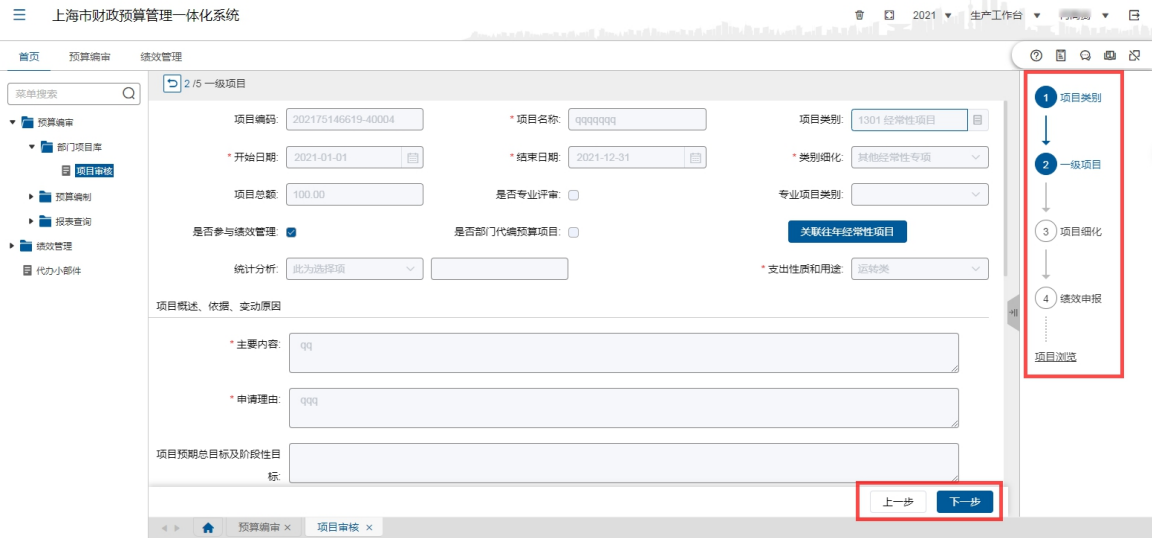 上海市财政预算管理一体化系统
2021 生产工作台
首页 预算编审 绩效管理
菜单搜索
预算编审
部门项目库
项目审核
预算编制
报表查询
绩效管理
代办小部件
2 /5 一级项目
项目编码: 202175146619-40004 * 项目名称: qqqqqqq 项目类别: 1301 经常性项目
* 开始日期: 2021-01-01 * 结束日期: 2021-12-31 * 类别细化: 其他经常性专项
项目总额: 100.00 是否专业评审: 专业项目类别:
是否参与绩效管理: 是否部门代编预算项目: 关联往年经常性项目
统计分析: 此为选择项 * 支出性质和用途: 运转类
项目概述、依据、变动原因
* 主要内容: qq
* 申请理由: qqq
项目预期总目标及阶段性目
标:
上一步 下一步
1 项目类别
2 一级项目
3 项目细化
4 绩效申报
项目浏览
预算编审 × 项目审核 ×